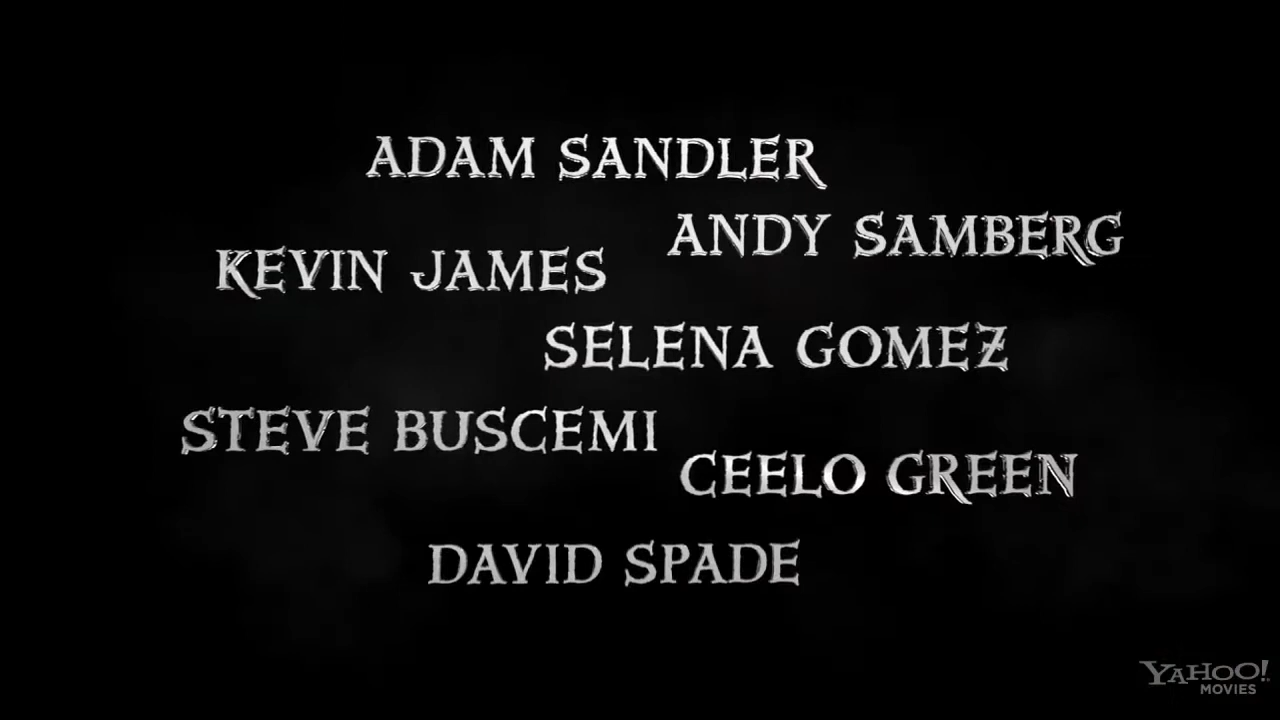 ADAM SANDLER
ANDY SAMBERG
KEVIN JAMES
SELENA GOMEZ
STEVE BUSCEMI
CEELO GREEN
DAVID SPADE
YAHOO!
MOVIES